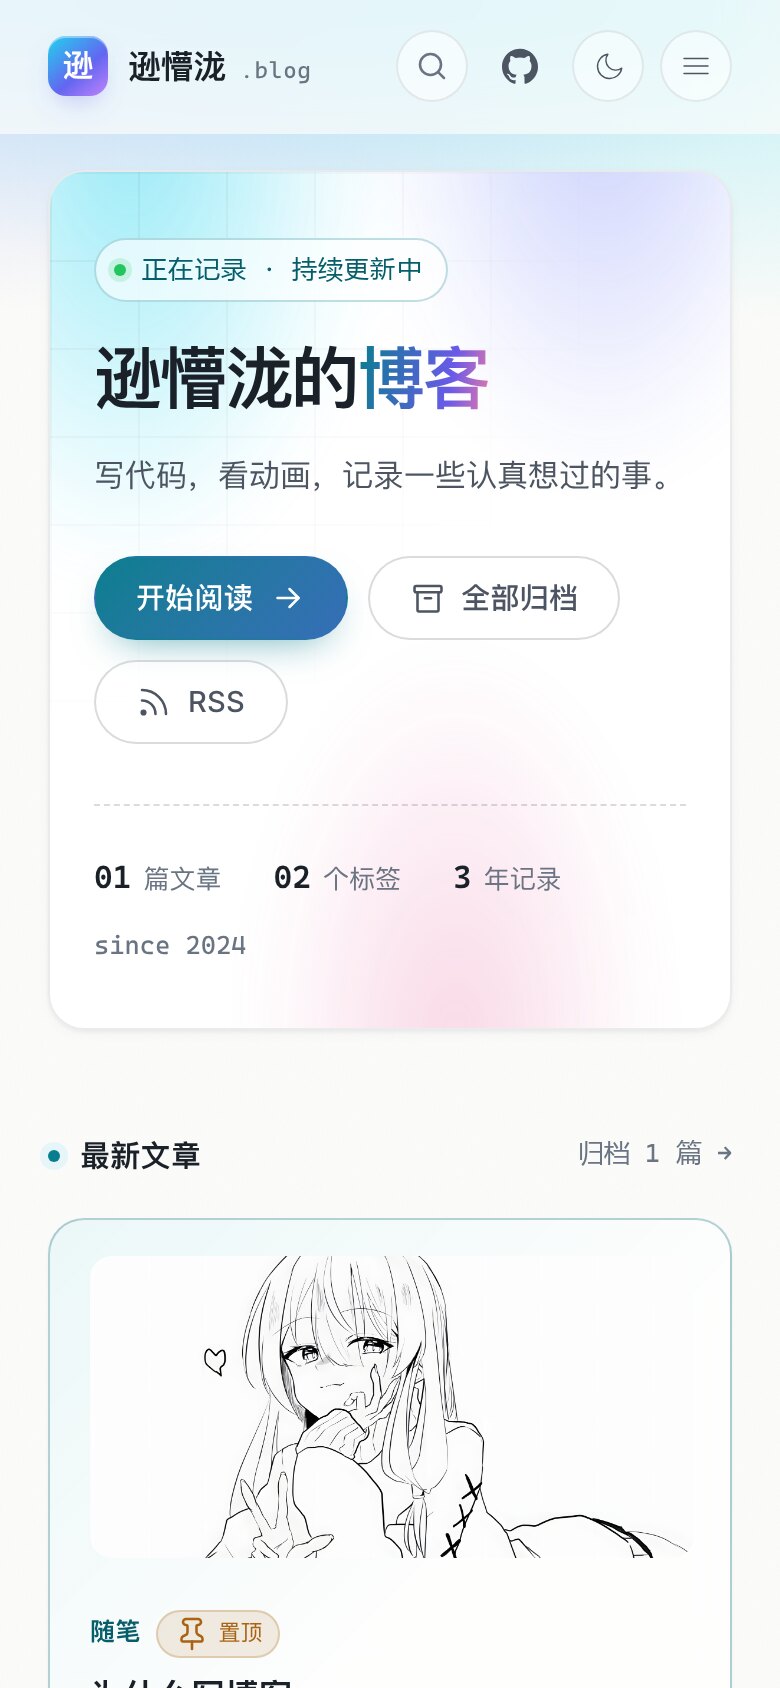 逊 逊懵泷 .blog
正在记录 · 持续更新中
逊懵泷的博客
写代码，看动画，记录一些认真想过的事。
开始阅读 → 全部归档
RSS
01 篇文章 02 个标签 3 年记录
since 2024
最新文章 归档 1 篇 →
随笔 置顶